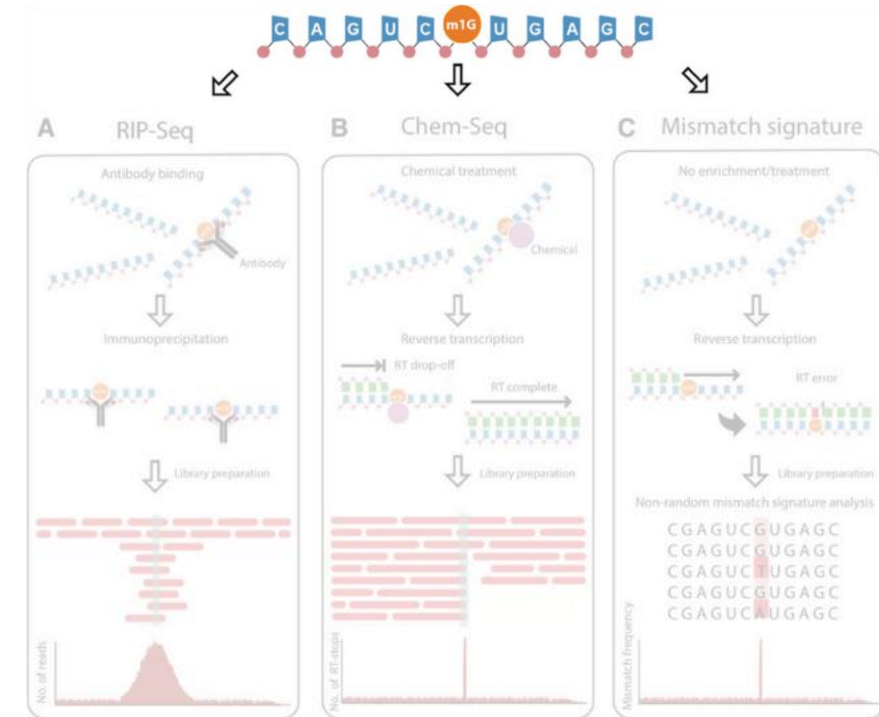 C A G U C m1G U G A G C
A RIP-Seq
Antibody binding
Antibody
Immunoprecipitation
Library preparation
No. of reads
B Chem-Seq
Chemical treatment
Chemical
Reverse transcription
RT drop-off
RT complete
Library preparation
No. of RT-stops
C Mismatch signature
No enrichment/treatment
Reverse transcription
RT error
Library preparation
Non-random mismatch signature analysis
CGAGUCGUGAGC
CGAGUCGUGAGC
CGAGUCTUGAGC
CGAGUCGUGAGC
CGAGUCAUGAGC
Mismatch frequency